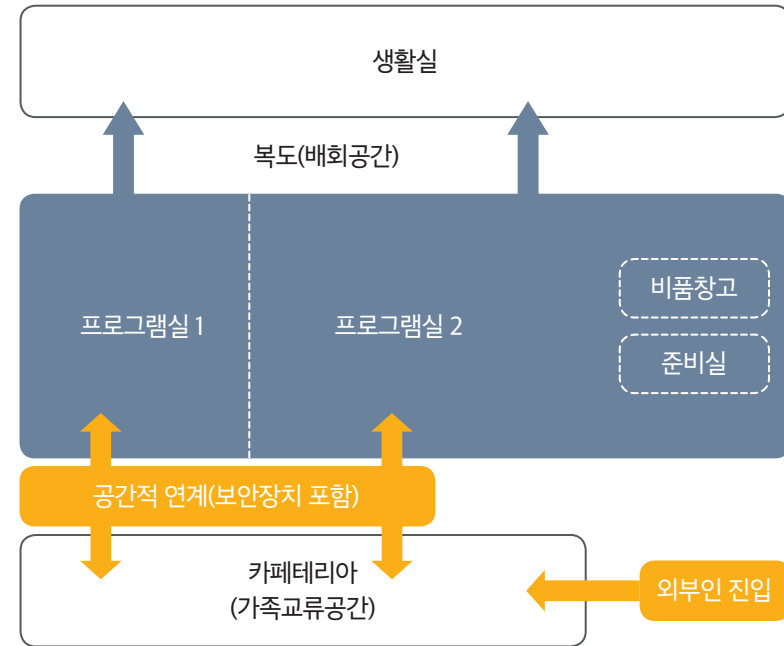 생활실
복도(배회공간)
프로그램실 1
프로그램실 2
비품창고
준비실
공간적 연계(보안장치 포함)
카페테리아
(가족교류공간)
외부인 진입